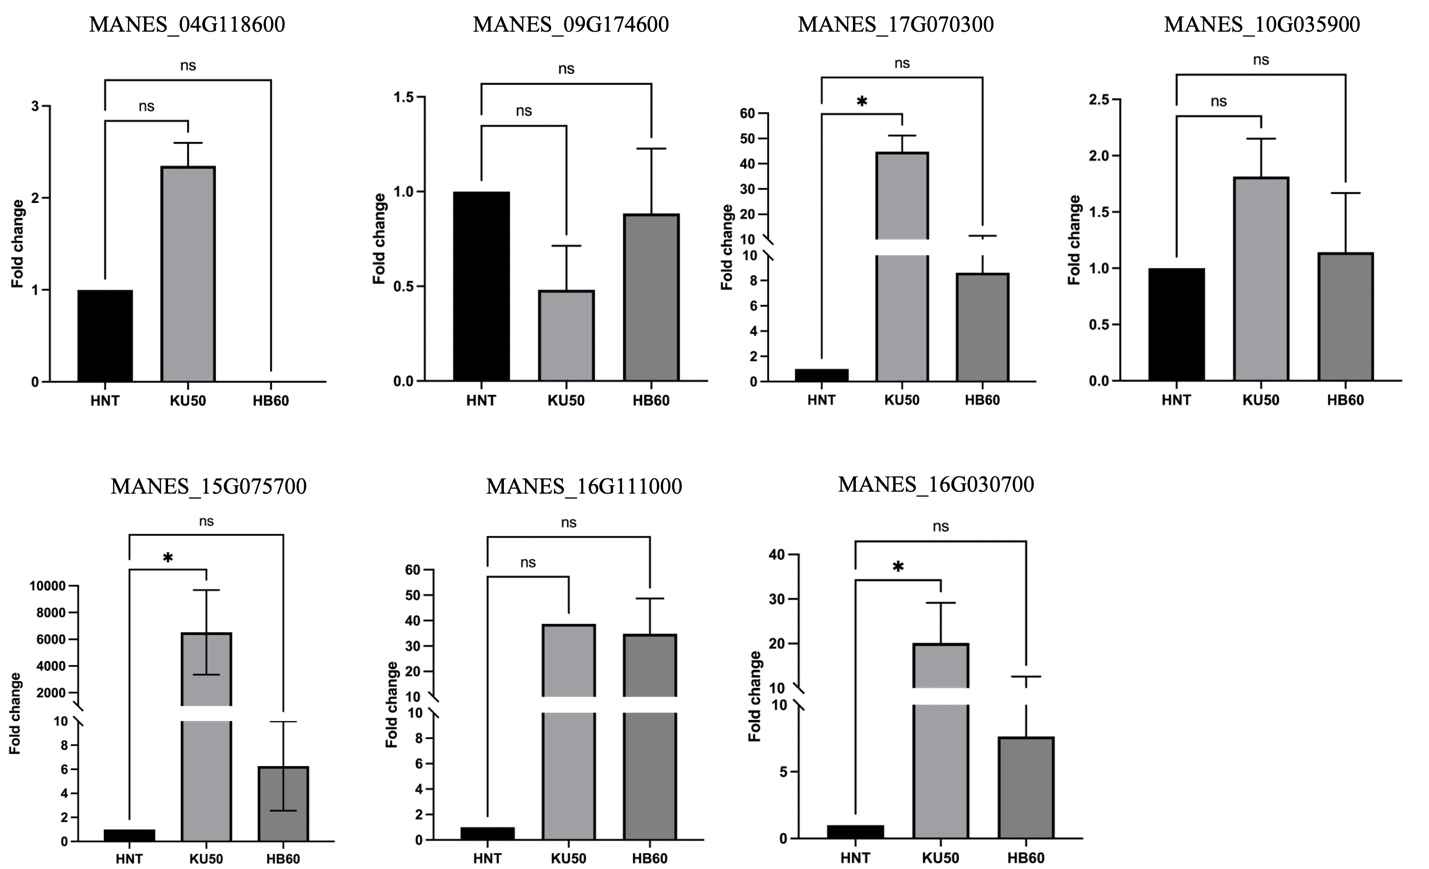 MANES_04G118600
ns
ns
3
2
1
0
Fold change
HNT KU50 HB60
MANES_09G174600
ns
ns
1.5
1.0
0.5
0.0
Fold change
HNT KU50 HB60
MANES_17G070300
ns
*
60
50
40
30
20
10
10
8
6
4
2
0
Fold change
HNT KU50 HB60
MANES_10G035900
ns
ns
2.5
2.0
1.5
1.0
0.5
0.0
Fold change
HNT KU50 HB60
MANES_15G075700
ns
*
10000
8000
6000
4000
2000
10
8
6
4
2
0
Fold change
HNT KU50 HB60
MANES_16G111000
ns
ns
60
50
40
30
20
10
10
8
6
4
2
0
Fold change
HNT KU50 HB60
MANES_16G030700
ns
*
40
30
20
10
10
5
0
Fold change
HNT KU50 HB60